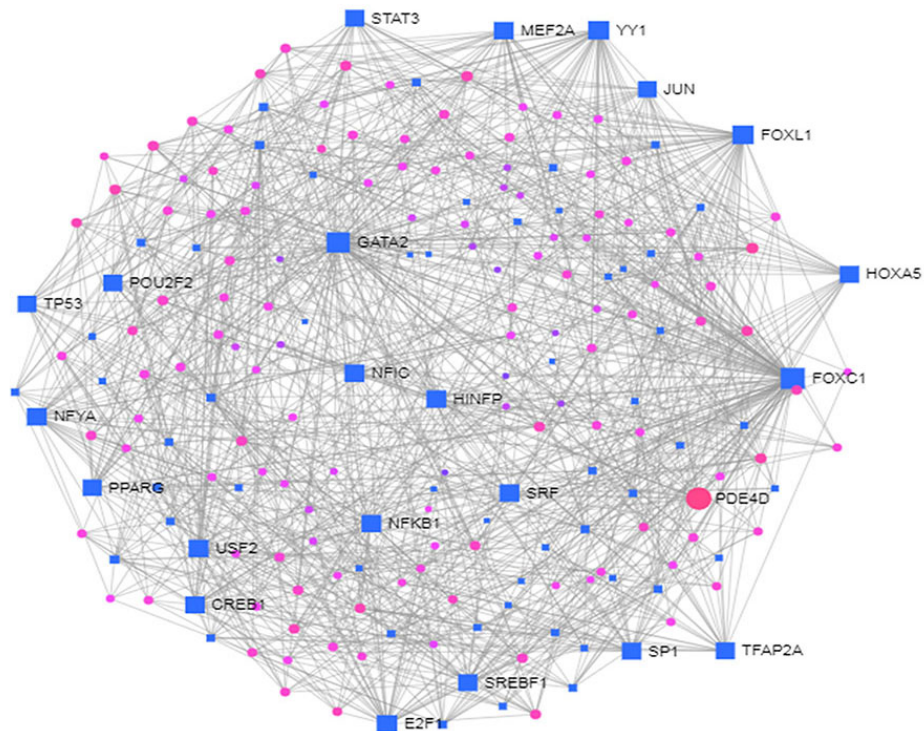 STAT3
MEF2A
YY1
JUN
FOXL1
GATA2
HOXA5
POU2F2
TP53
NFIC
FOXC1
HINFP
NFYA
PPARG
SRF
PDE4D
NFKB1
USF2
CREB1
SP1
TFAP2A
SREBF1
E2F1